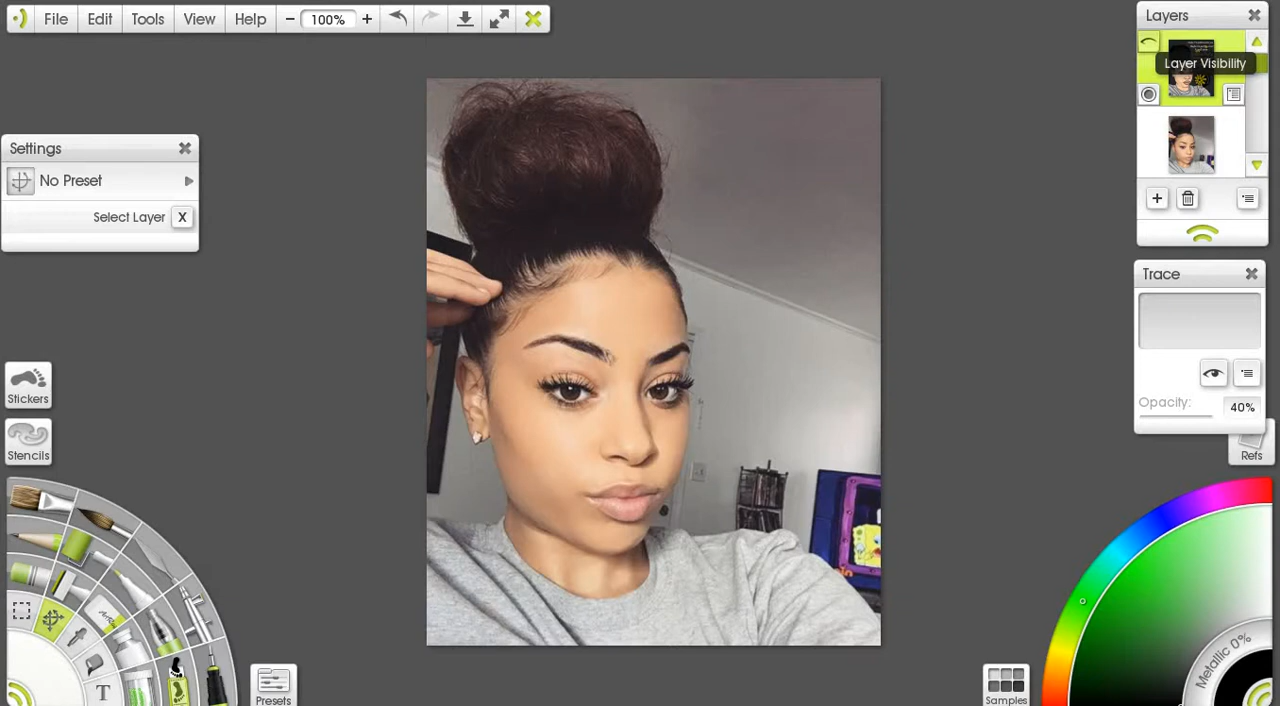 File Edit Tools View Help − 100% +
Layers
Layer Visibility
Settings
No Preset
Select Layer X
Trace
Opacity: 40%
Stickers
Stencils
Refs
T
Metallic 0%
Presets
Samples